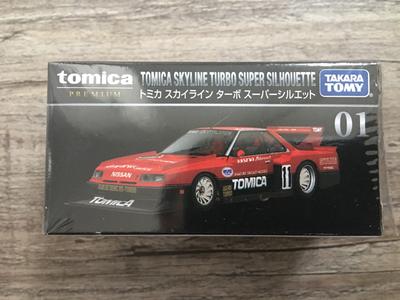 tomica
PREMIUM
TOMICA SKYLINE TURBO SUPER SILHOUETTE
トミカ スカイライン ターボ スーパーシルエット
TAKARA
TOMY
01
NISSAN
TOMICA
11
TOMICA